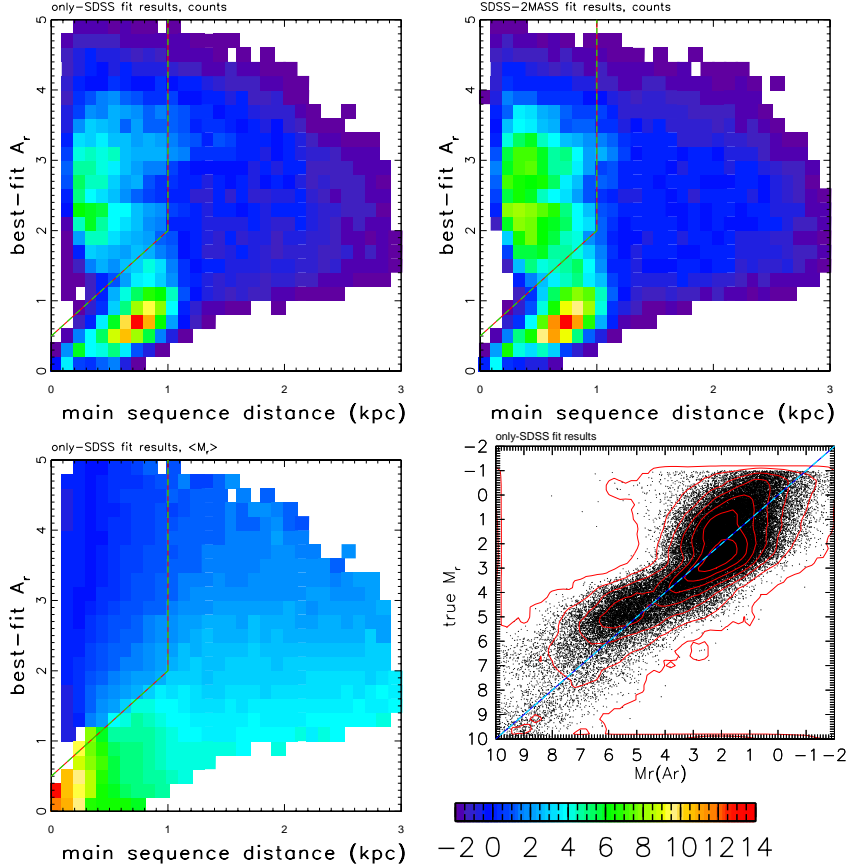 only−SDSS fit results, counts
5
4
3
2
1
0
best−fit A_r
0 1 2 3
main sequence distance (kpc)
SDSS−2MASS fit results, counts
5
4
3
2
1
0
best−fit A_r
0 1 2 3
main sequence distance (kpc)
only−SDSS fit results, <M_r>
5
4
3
2
1
0
best−fit A_r
0 1 2 3
main sequence distance (kpc)
only-SDSS fit results
−2
−1
0
1
2
3
4
5
6
7
8
9
10
true M_r
10 9 8 7 6 5 4 3 2 1 0 −1 −2
Mr(Ar)
−2 0 2 4 6 8 10 12 14